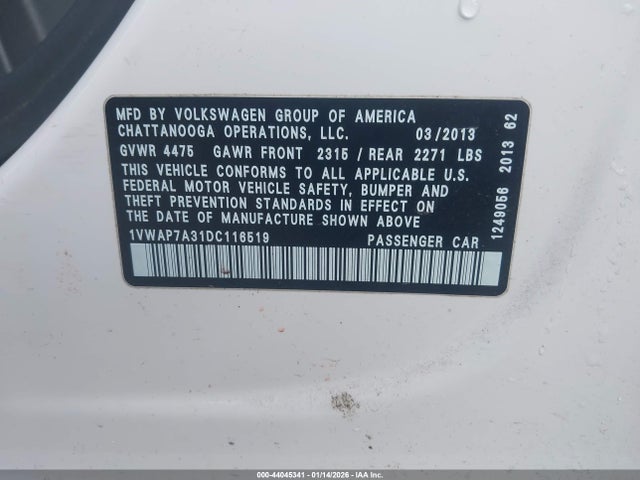 MFD BY VOLKSWAGEN GROUP OF AMERICA
CHATTANOOGA OPERATIONS, LLC. 03/2013
GVWR 4475 GAWR FRONT 2315 / REAR 2271 LBS
THIS VEHICLE CONFORMS TO ALL APPLICABLE U.S.
FEDERAL MOTOR VEHICLE SAFETY, BUMPER AND
THEFT PREVENTION STANDARDS IN EFFECT ON
THE DATE OF MANUFACTURE SHOWN ABOVE
1VWAP7A31DC116519 PASSENGER CAR
1249056 2013 62
000-44045341 | 01/14/2026 - IAA, Inc.